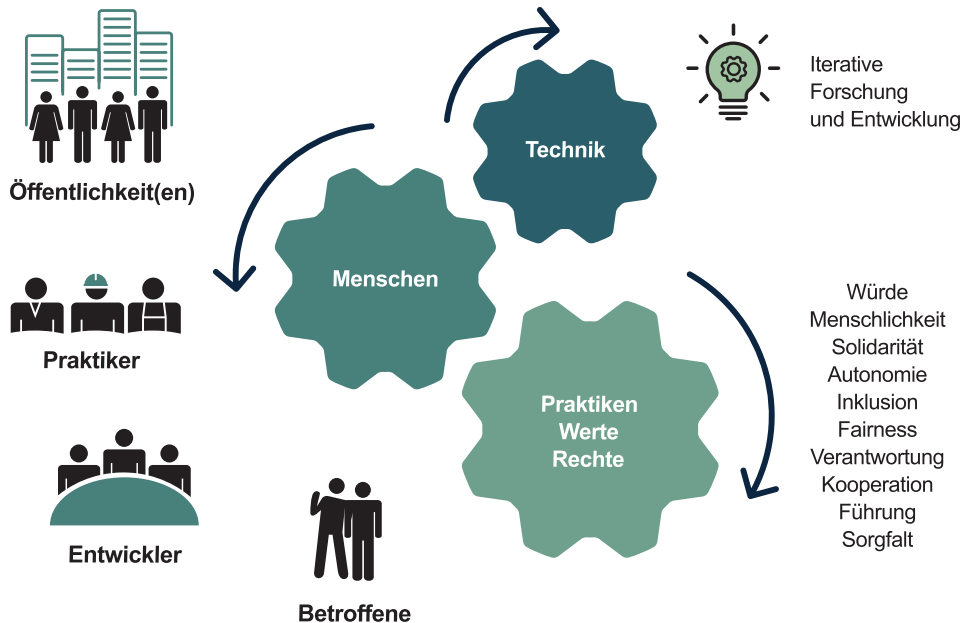 Öffentlichkeit(en)
Praktiker
Entwickler
Betroffene
Menschen
Technik
Praktiken
Werte
Rechte
Iterative
Forschung
und Entwicklung
Würde
Menschlichkeit
Solidarität
Autonomie
Inklusion
Fairness
Verantwortung
Kooperation
Führung
Sorgfalt